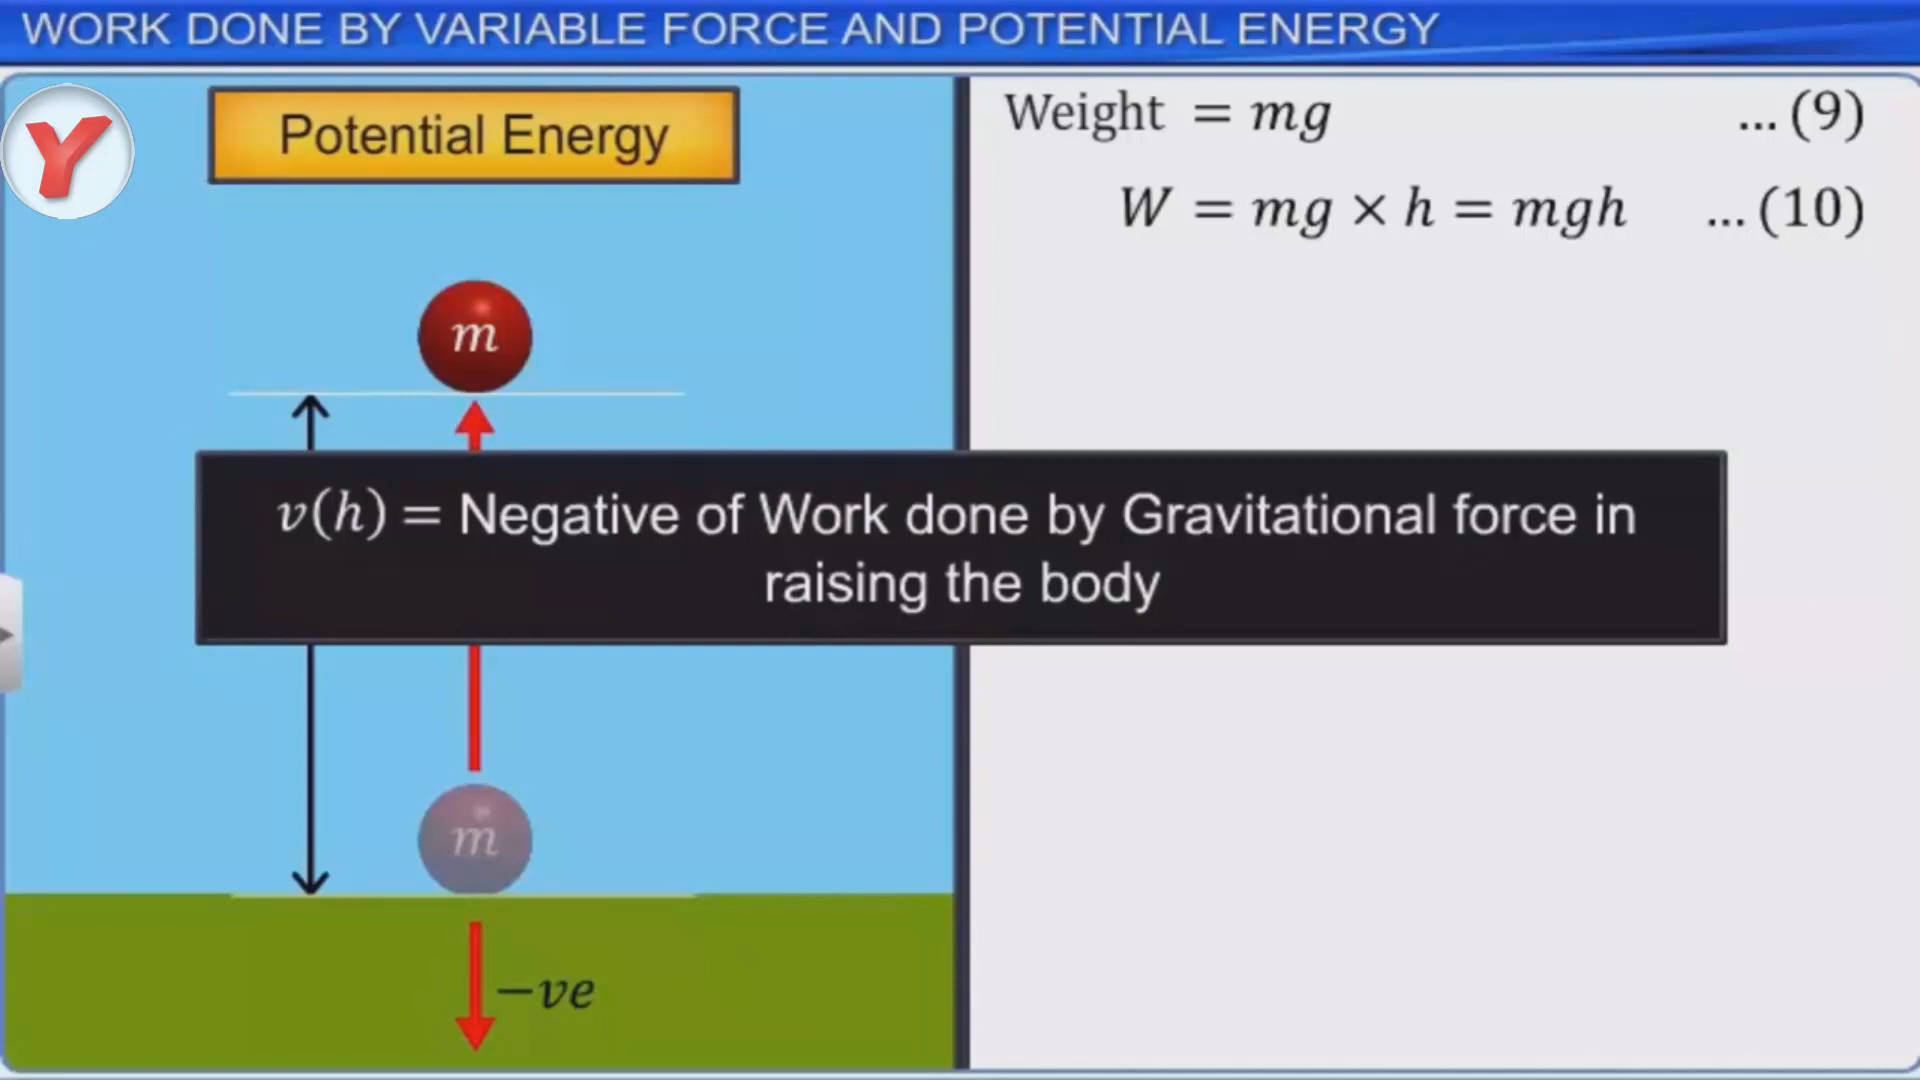 WORK DONE BY VARIABLE FORCE AND POTENTIAL ENERGY
Y
Potential Energy
Weight = mg ... (9)
W = mg × h = mgh ... (10)
m
v(h) = Negative of Work done by Gravitational force in
raising the body
m
−ve